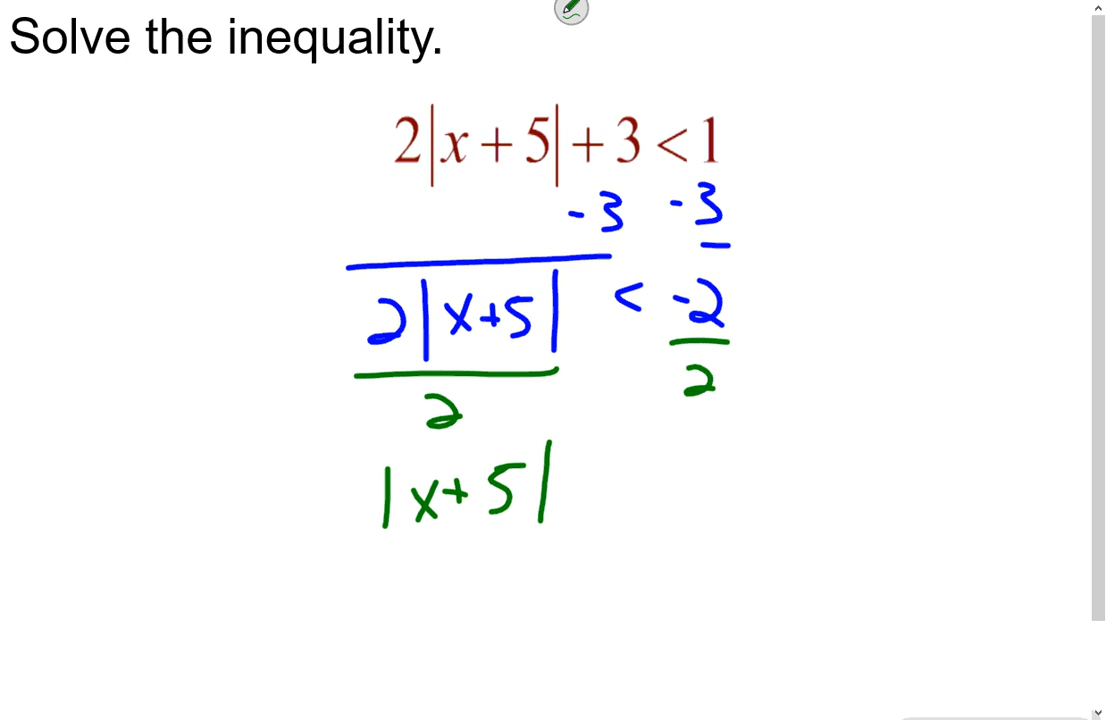 Solve the inequality.
2|x + 5| + 3 < 1
-3 -3
2|x+5| < -2
2 2
|x+5|